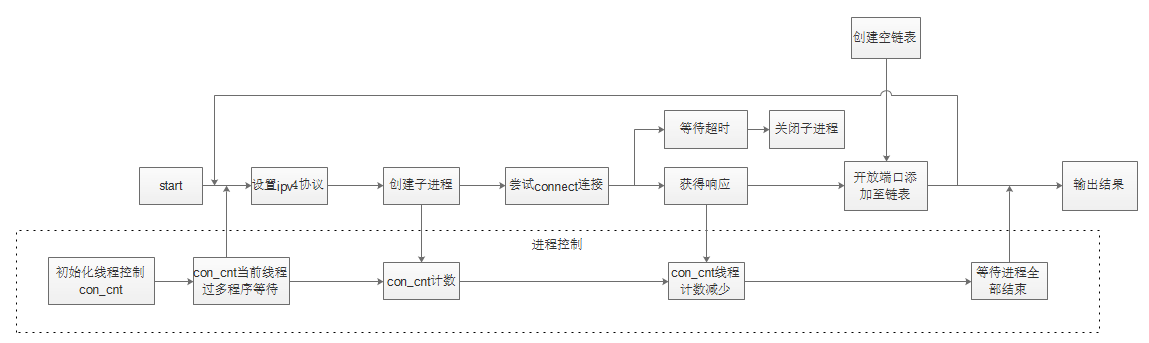 创建空链表
等待超时
关闭子进程
start
设置ipv4协议
创建子进程
尝试connect连接
获得响应
开放端口添
加至链表
输出结果
进程控制
初始化线程控制
con_cnt
con_cnt当前线程
过多程序等待
con_cnt计数
con_cnt线程
计数减少
等待进程全
部结束